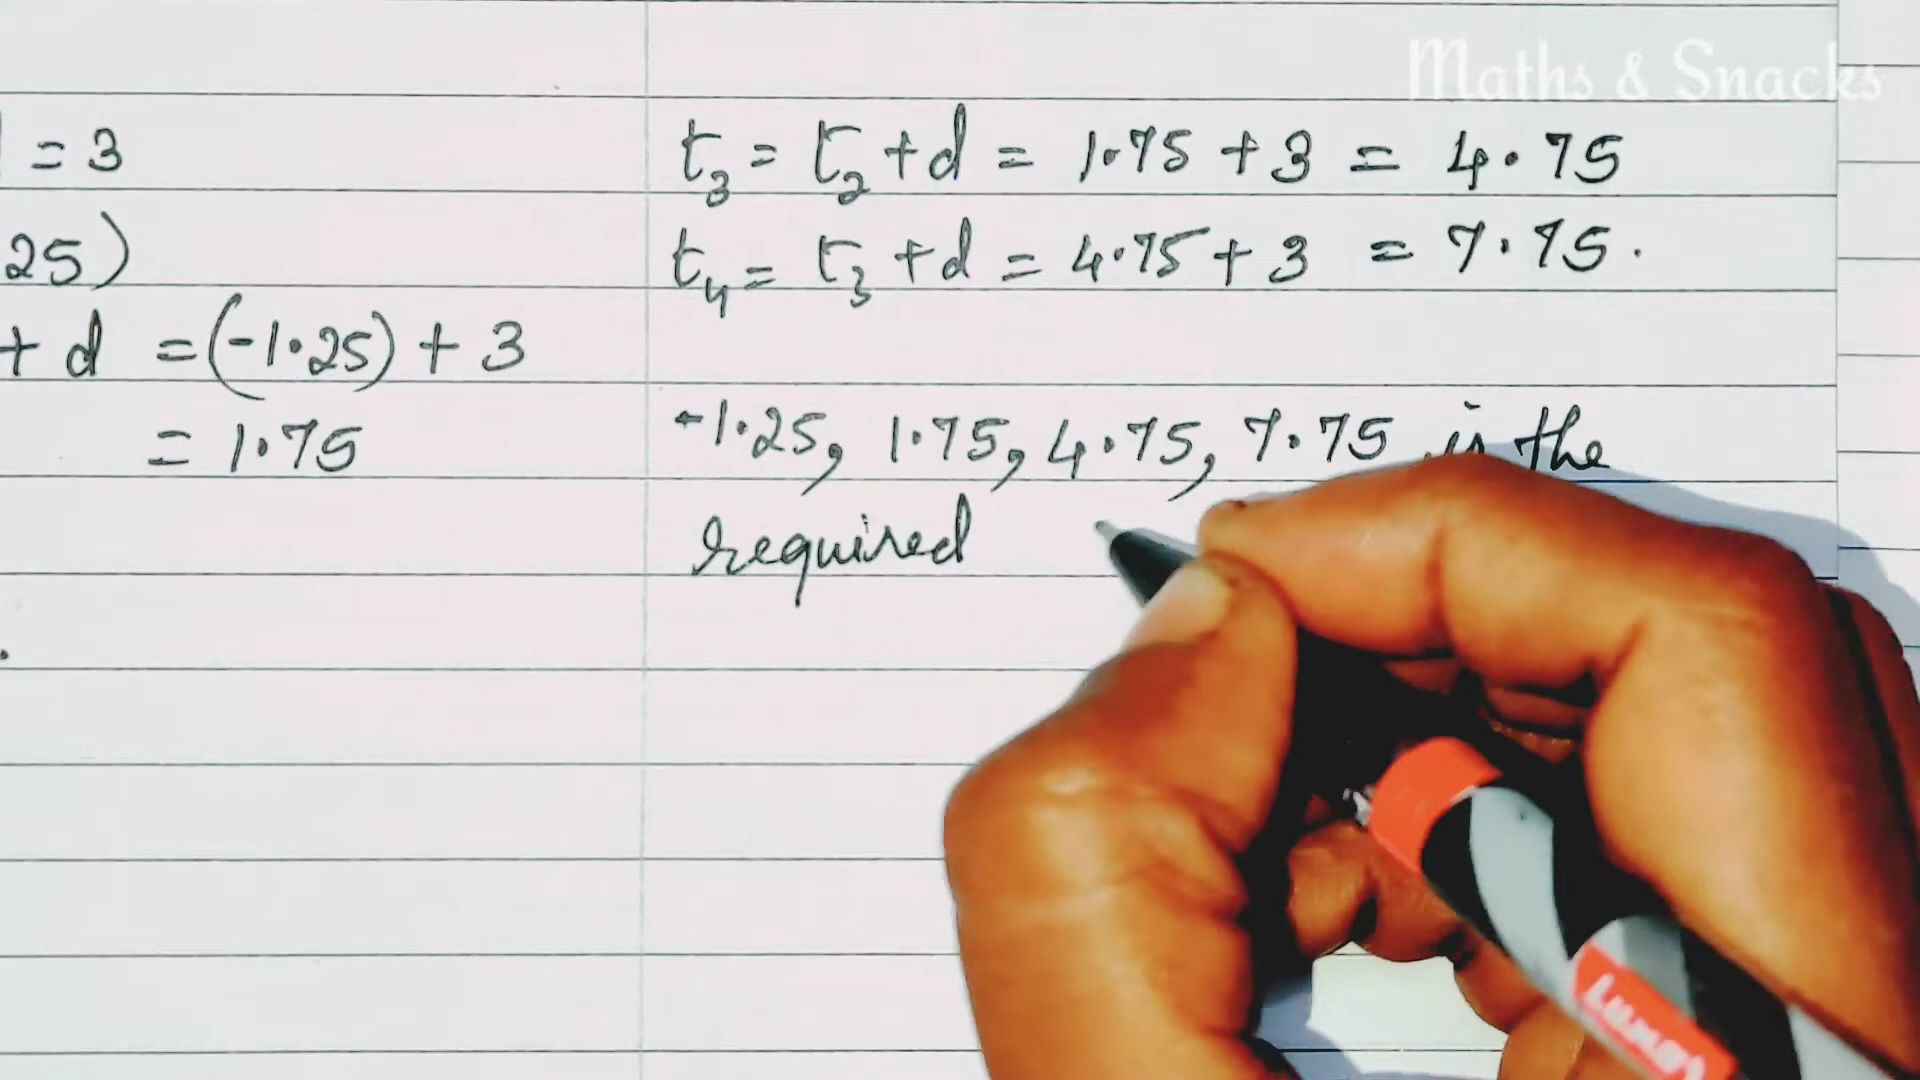 Maths & Snacks
= 3
25)
+ d = (-1.25) + 3
= 1.75
t₃ = t₂ + d = 1.75 + 3 = 4.75
t₄ = t₃ + d = 4.75 + 3 = 7.75.
-1.25, 1.75, 4.75, 7.75 is the
required
Luxor